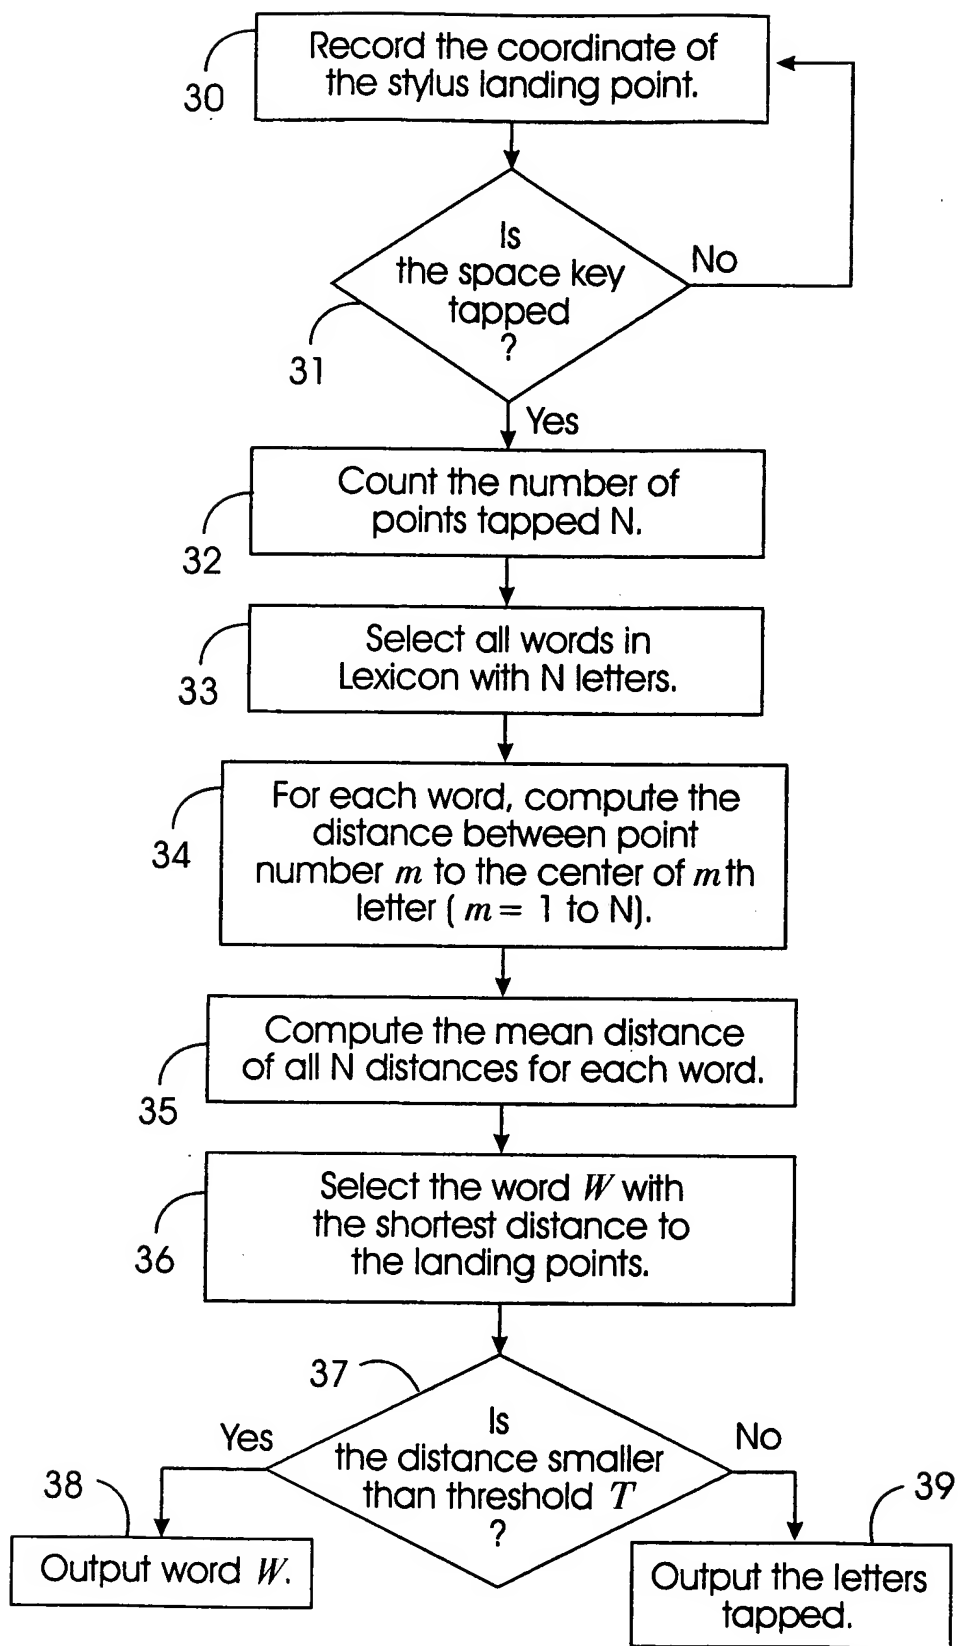 Record the coordinate of
the stylus landing point.
30
Is
the space key
tapped
?
No
31
Yes
Count the number of
points tapped N.
32
Select all words in
Lexicon with N letters.
33
For each word, compute the
distance between point
number m to the center of mth
letter ( m = 1 to N).
34
Compute the mean distance
of all N distances for each word.
35
Select the word W with
the shortest distance to
the landing points.
36
37
Is
the distance smaller
than threshold T
?
Yes
No
38
39
Output word W.
Output the letters
tapped.